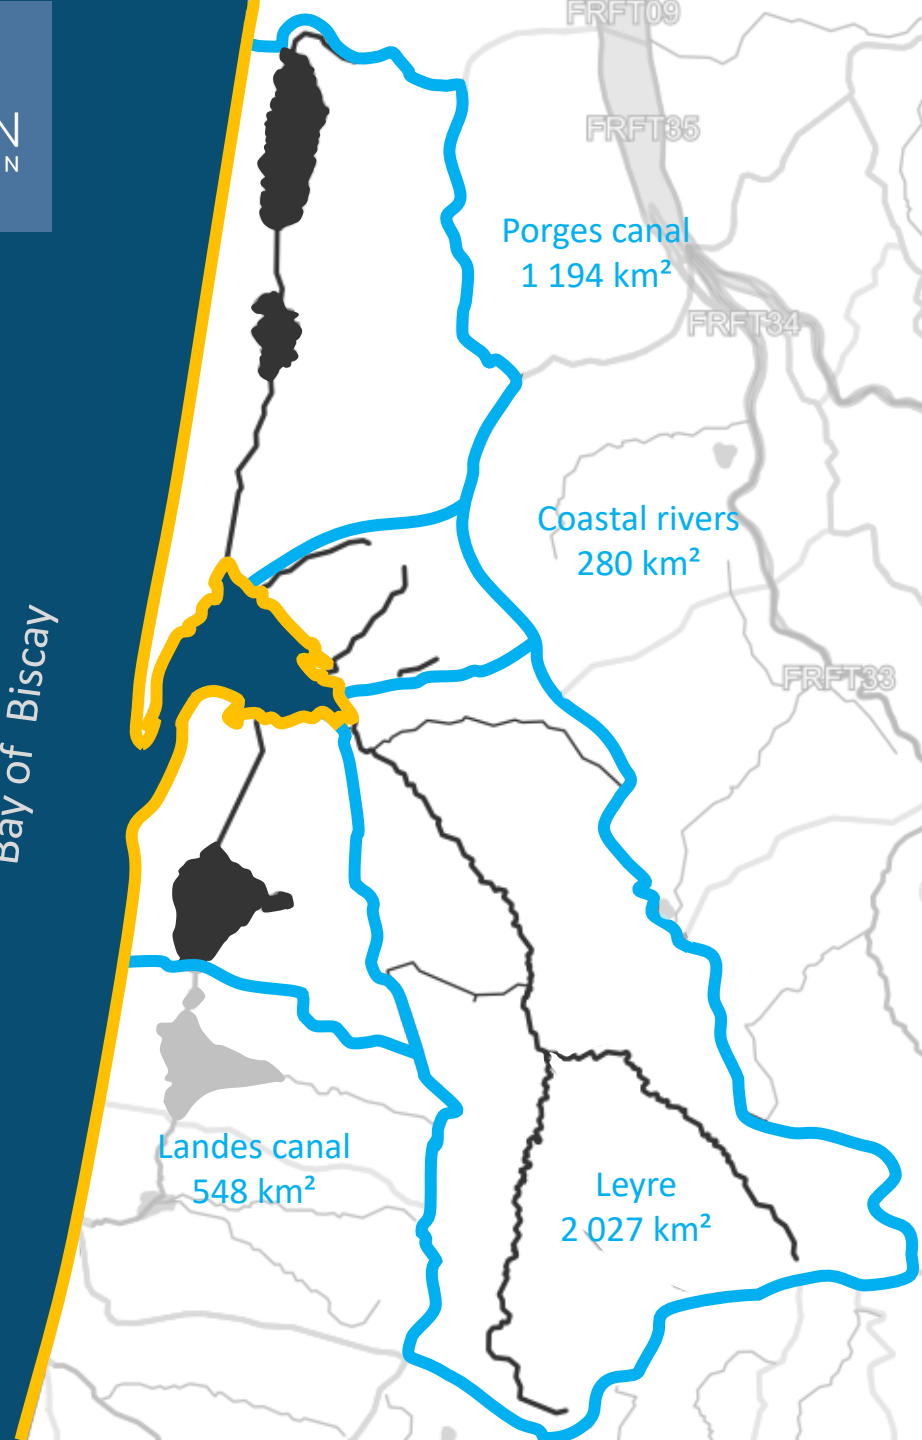 FRFT09
N
N
FRFT35
Porges canal
1 194 km²
FRFT34
Coastal rivers
280 km²
Bay of Biscay
FRFT33
Landes canal
548 km²
Leyre
2 027 km²